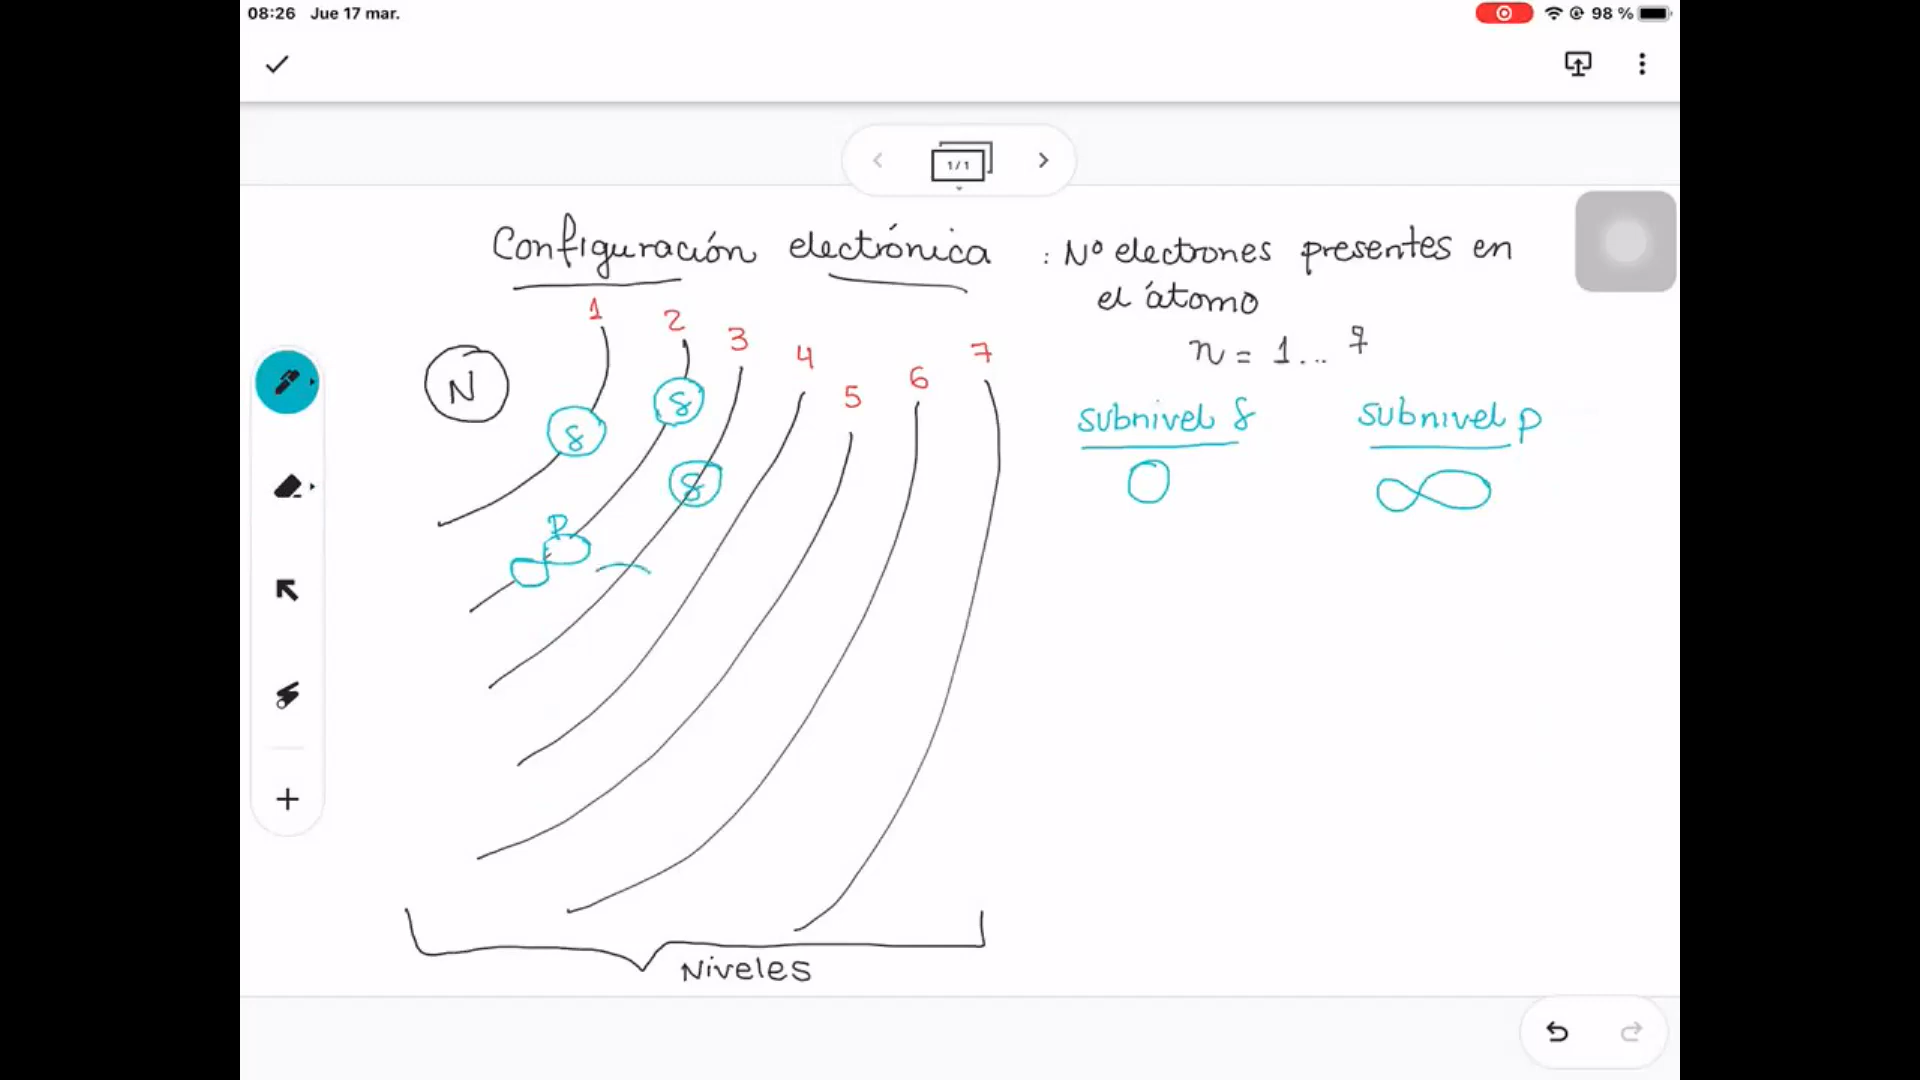 08:26 Jue 17 mar.
98 %
1/1
Configuración electrónica : Nº electrones presentes en
el átomo
n = 1... 7
1 2 3 4 5 6 7
N
s s s
p
subnivel s subnivel p
Niveles